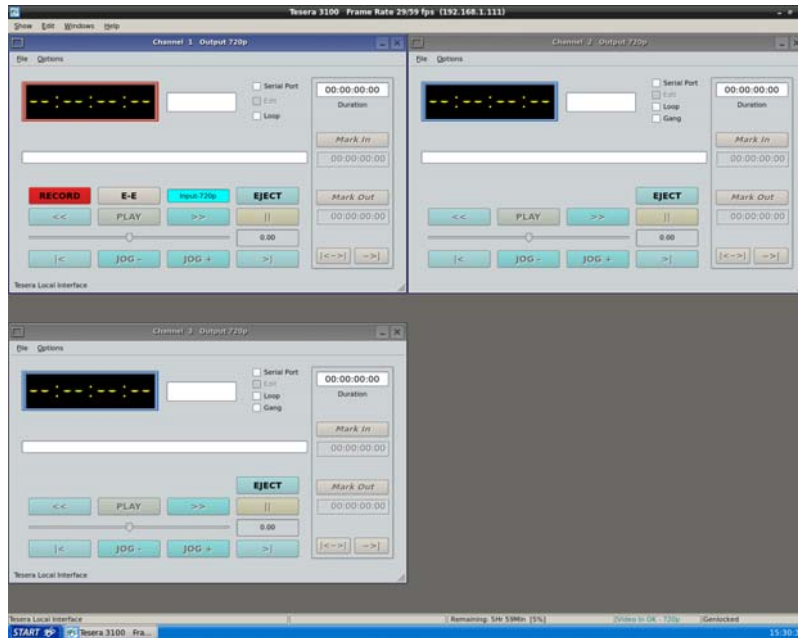 Tesera 3100 Frame Rate 29/59 fps (192.168.1.111)
Show Edit Windows Help
Channel 1 Output 720p
File Options
--:--:--:--
Serial Port
Edit
Loop
00:00:00:00
Duration
Mark In
00:00:00:00
RECORD E-E Input-720p EJECT
Mark Out
<< PLAY >> ||
00:00:00:00
0.00
|< JOG - JOG + >|
|<->| ->|
Tesera Local Interface
Channel 2 Output 720p
File Options
--:--:--:--
Serial Port
Edit
Loop
Gang
00:00:00:00
Duration
Mark In
00:00:00:00
EJECT
Mark Out
<< PLAY >> ||
00:00:00:00
0.00
|< JOG - JOG + >|
|<->| ->|
Channel 3 Output 720p
File Options
--:--:--:--
Serial Port
Edit
Loop
Gang
00:00:00:00
Duration
Mark In
00:00:00:00
EJECT
Mark Out
<< PLAY >> ||
00:00:00:00
0.00
|< JOG - JOG + >|
|<->| ->|
Tesera Local Interface
Tesera Local Interface || || Remaining: 5Hr 59Min [5%] Video In OK - 720p Genlocked
START Tesera 3100 Fra...